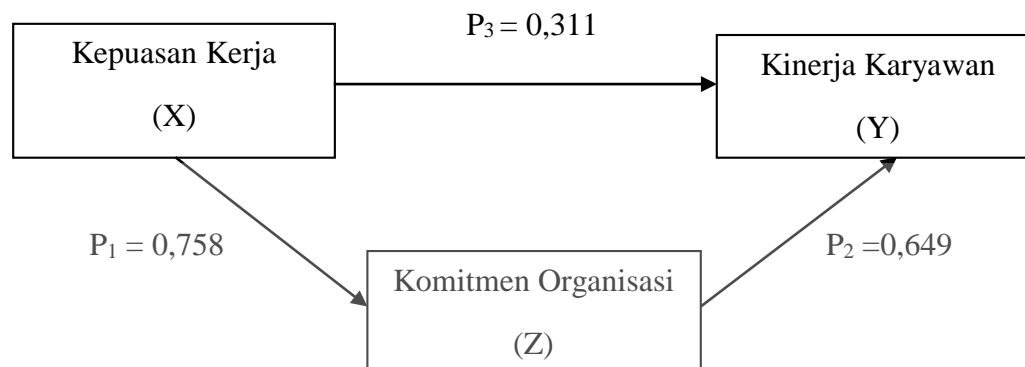 P₃ = 0,311
Kepuasan Kerja
(X)
Kinerja Karyawan
(Y)
P₁ = 0,758
P₂ =0,649
Komitmen Organisasi
(Z)